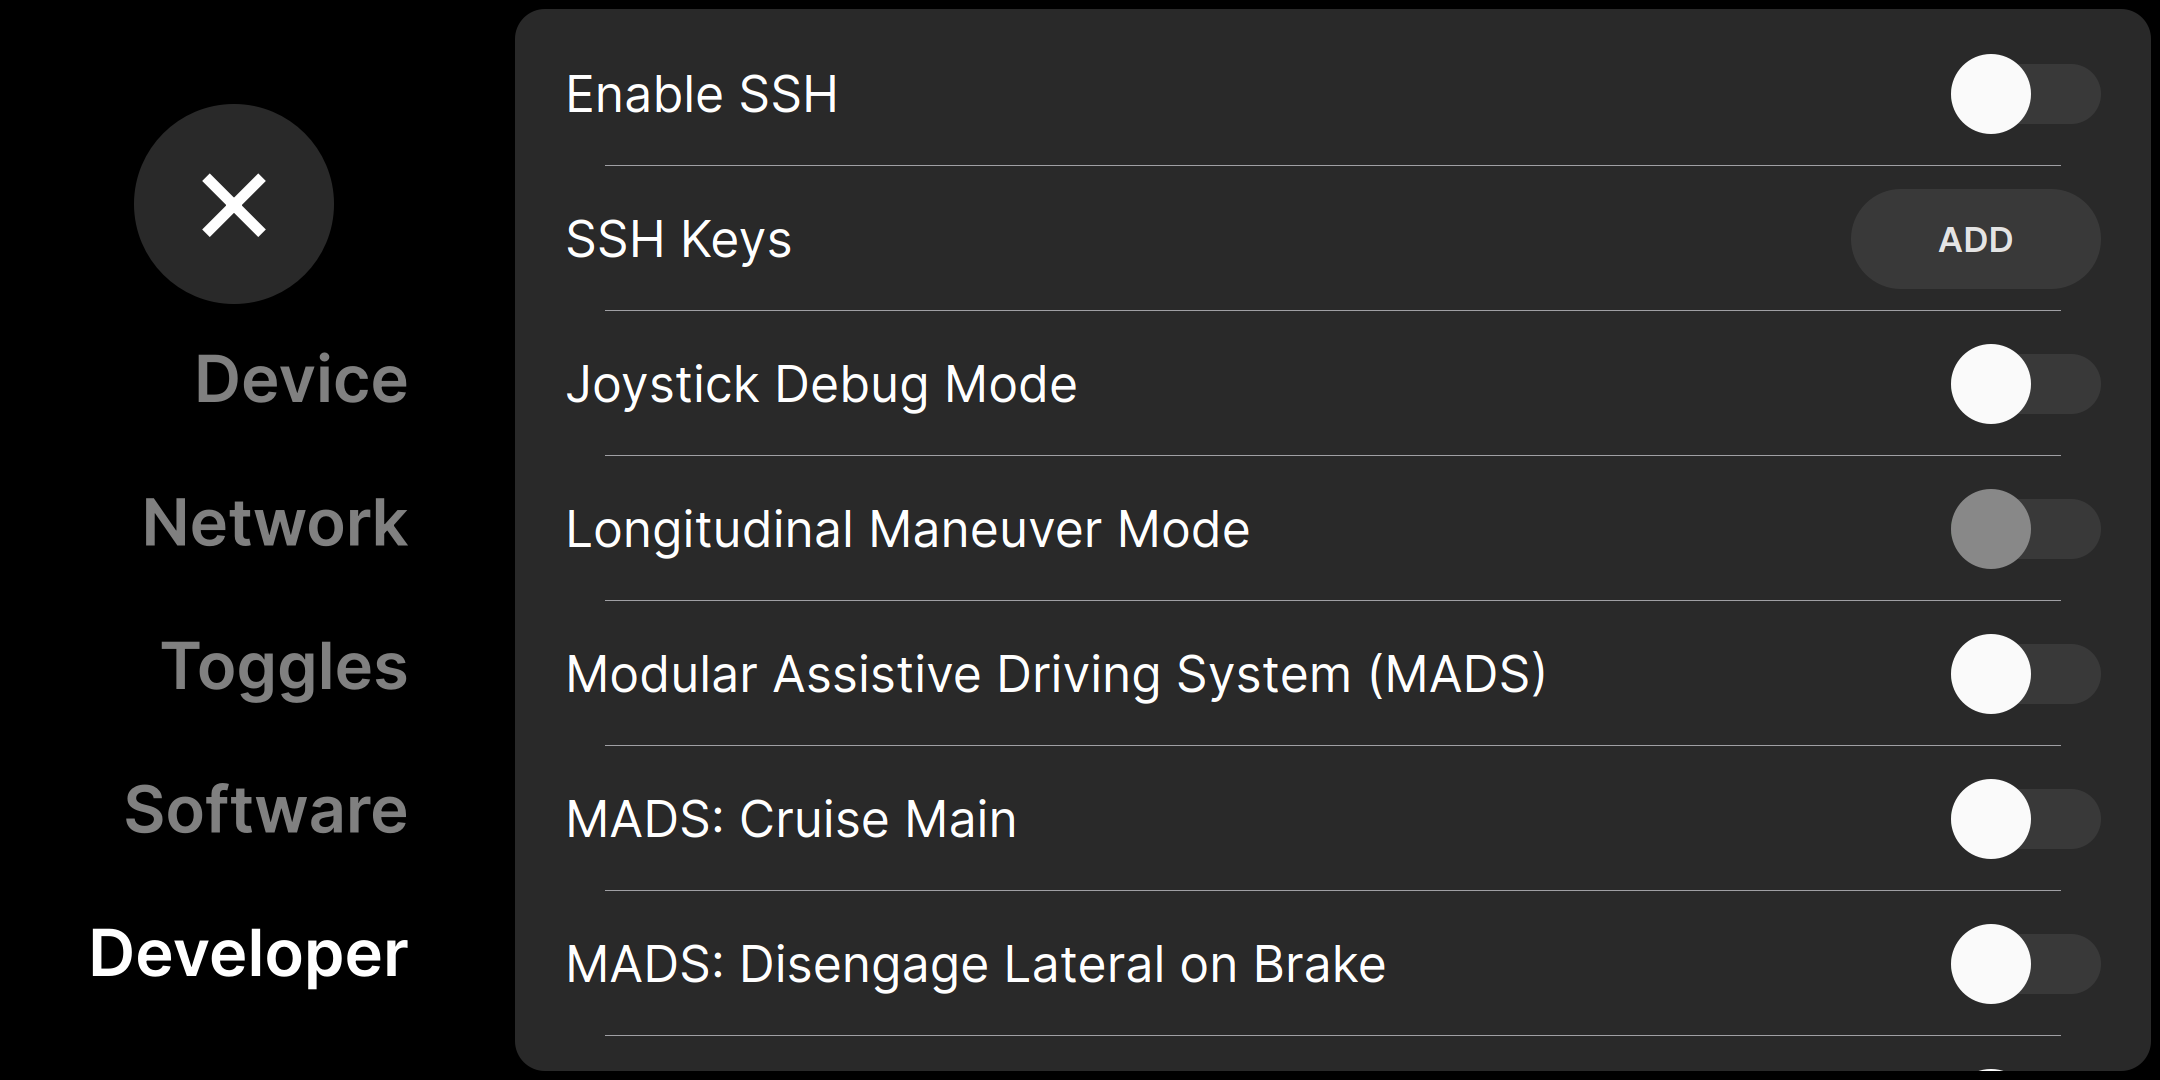 Device
Network
Toggles
Software
Developer
Enable SSH
SSH Keys
ADD
Joystick Debug Mode
Longitudinal Maneuver Mode
Modular Assistive Driving System (MADS)
MADS: Cruise Main
MADS: Disengage Lateral on Brake